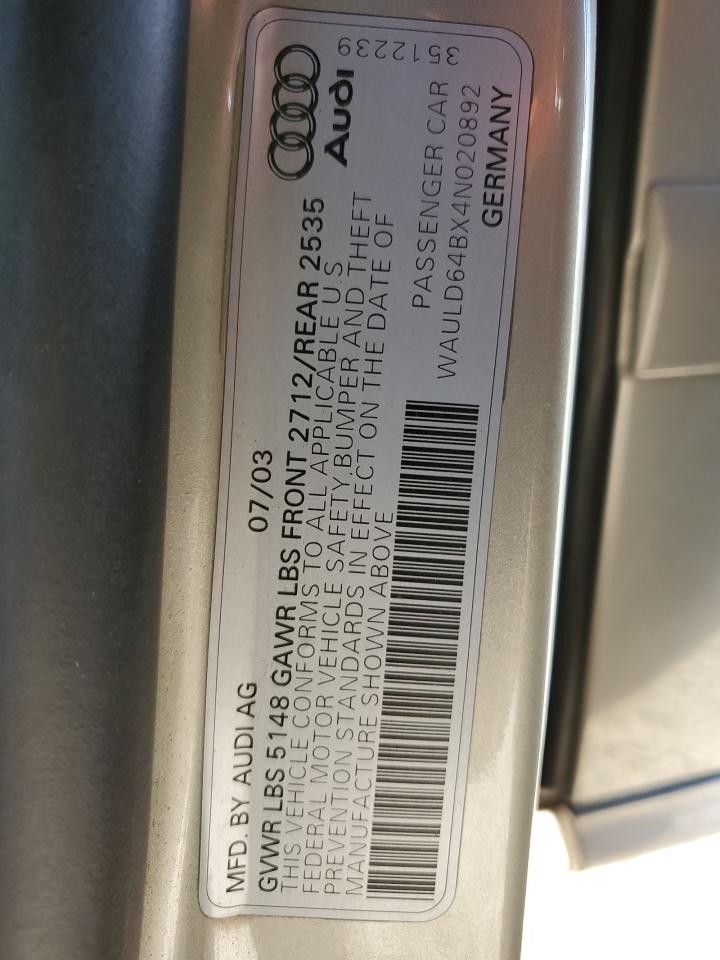 MFD. BY AUDI AG 07/03
GVWR LBS 5148 GAWR LBS FRONT 2712/REAR 2535
THIS VEHICLE CONFORMS TO ALL APPLICABLE U.S
FEDERAL MOTOR VEHICLE SAFETY,BUMPER AND THEFT
PREVENTION STANDARDS IN EFFECT ON THE DATE OF
MANUFACTURE SHOWN ABOVE
Audi
3512239
PASSENGER CAR
WAULD64BX4N020892
GERMANY